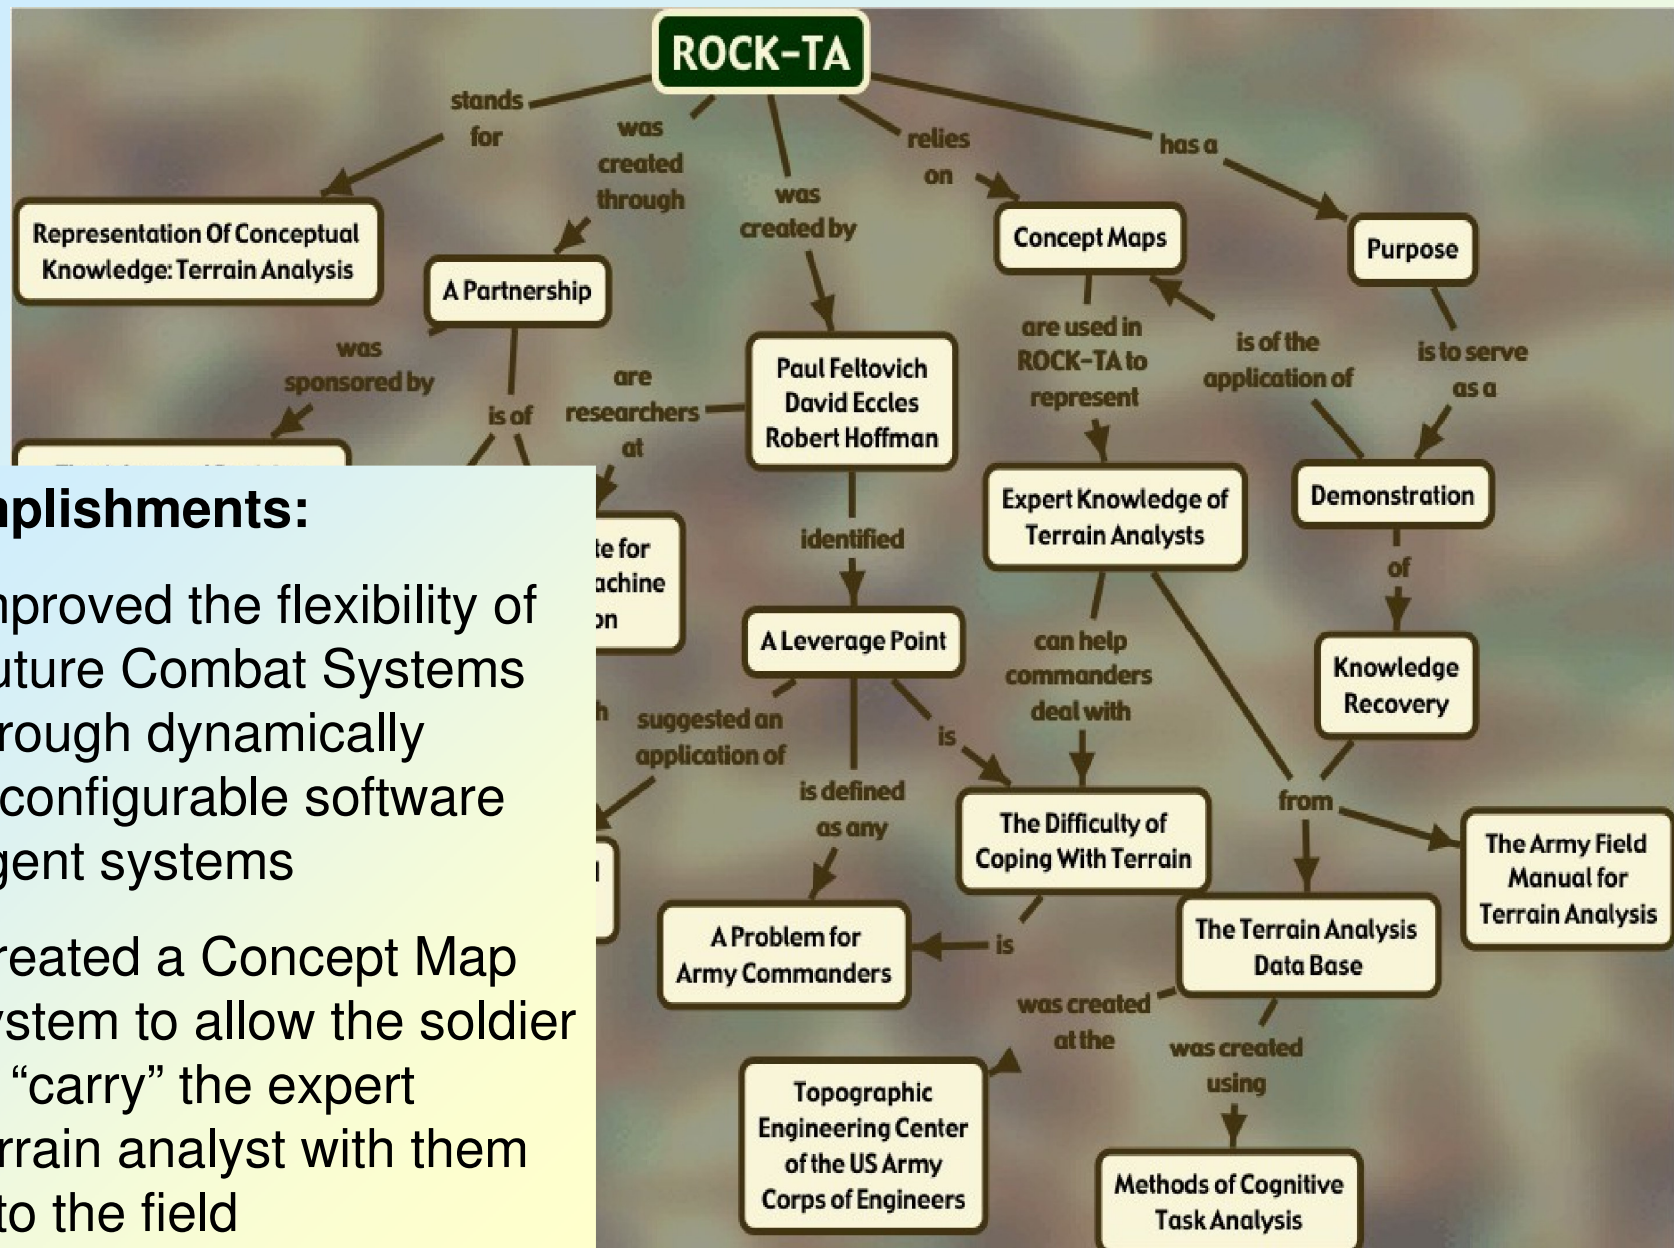 ROCK-TA
stands
for
was
created
through
was
created by
relies
on
has a
Representation Of Conceptual
Knowledge: Terrain Analysis
A Partnership
Concept Maps
Purpose
was
sponsored by
is of
are
researchers
at
Paul Feltovich
David Eccles
Robert Hoffman
are used in
ROCK-TA to
represent
is of the
application of
is to serve
as a
identified
Expert Knowledge of
Terrain Analysts
Demonstration
of
for
A Leverage Point
can help
commanders
deal with
Knowledge
Recovery
suggested an
application of
is
is defined
as any
from
The Difficulty of
Coping With Terrain
The Army Field
Manual for
Terrain Analysis
A Problem for
Army Commanders
is
The Terrain Analysis
Data Base
was created
at the
was created
using
Topographic
Engineering Center
of the US Army
Corps of Engineers
Methods of Cognitive
Task Analysis
mplishments:
mproved the flexibility of
uture Combat Systems
rough dynamically
configurable software
gent systems
reated a Concept Map
ystem to allow the soldier
“carry” the expert
rrain analyst with them
to the field